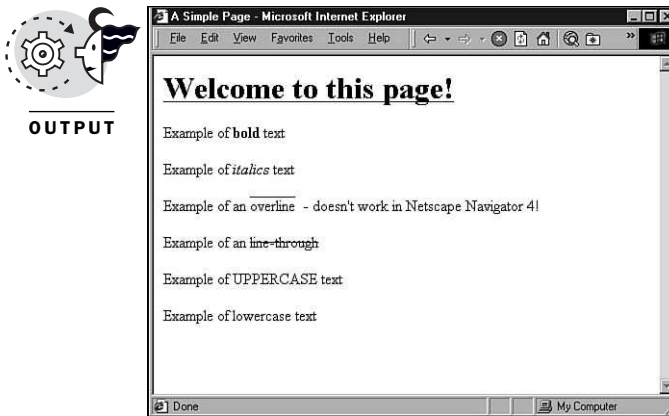 OUTPUT
A Simple Page - Microsoft Internet Explorer
File Edit View Favorites Tools Help »
Welcome to this page!
Example of bold text
Example of italics text
Example of an overline - doesn't work in Netscape Navigator 4!
Example of an line-through
Example of UPPERCASE text
Example of lowercase text
Done My Computer